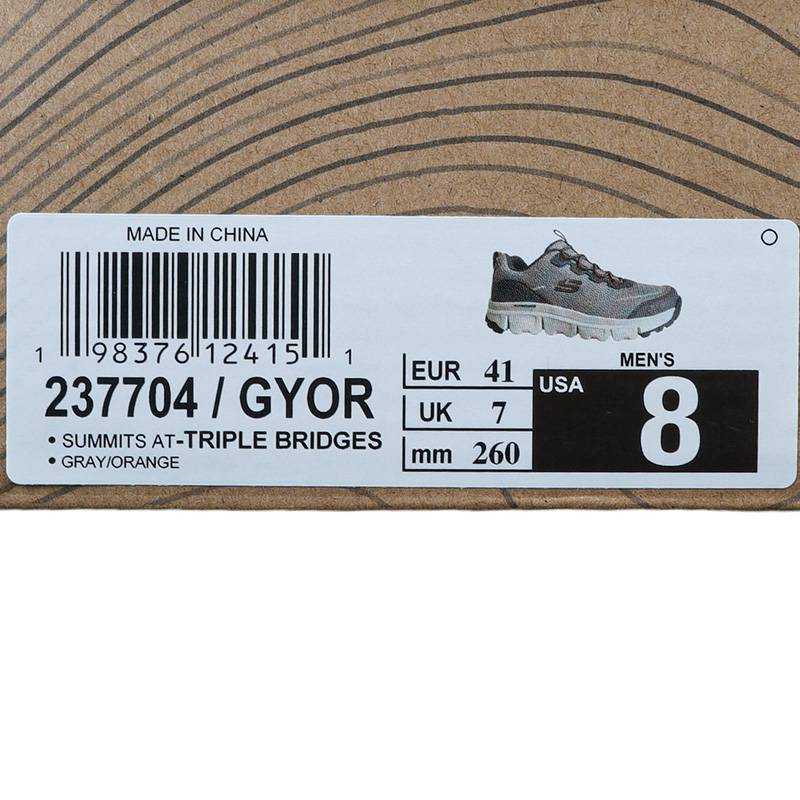 MADE IN CHINA
1 98376 12415 1
237704 / GYOR
• SUMMITS AT-TRIPLE BRIDGES
• GRAY/ORANGE
EUR 41
UK 7
mm 260
MEN'S
USA 8